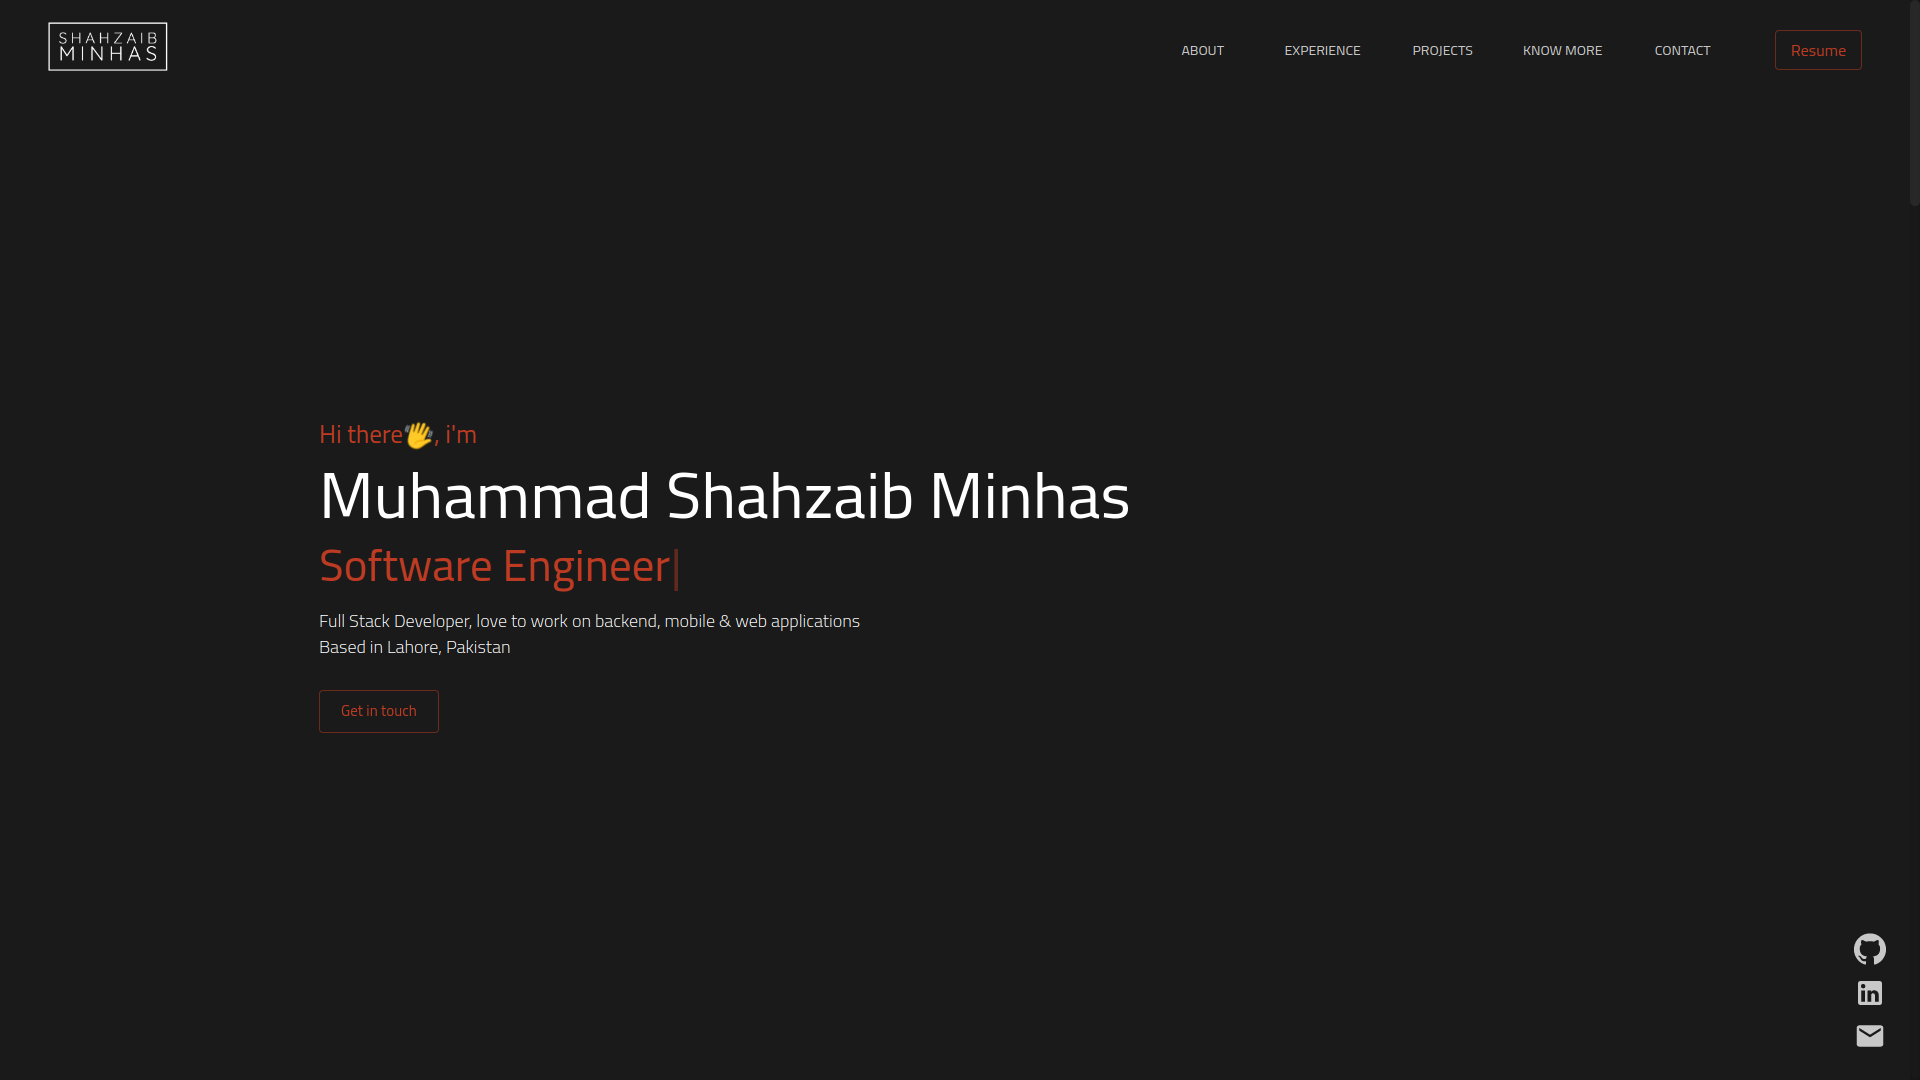 SHAHZAIB
MINHAS
ABOUT EXPERIENCE PROJECTS KNOW MORE CONTACT Resume
Hi there👋, i'm
Muhammad Shahzaib Minhas
Software Engineer|
Full Stack Developer, love to work on backend, mobile & web applications
Based in Lahore, Pakistan
Get in touch
in